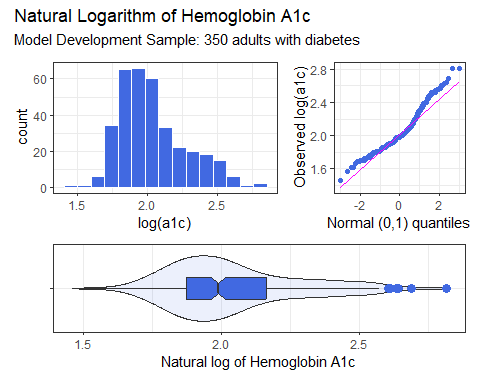 Natural Logarithm of Hemoglobin A1c
Model Development Sample: 350 adults with diabetes
count
60
40
20
0
1.5 2.0 2.5
log(a1c)
Observed log(a1c)
2.8
2.4
2.0
1.6
-2 0 2
Normal (0,1) quantiles
1.5 2.0 2.5
Natural log of Hemoglobin A1c